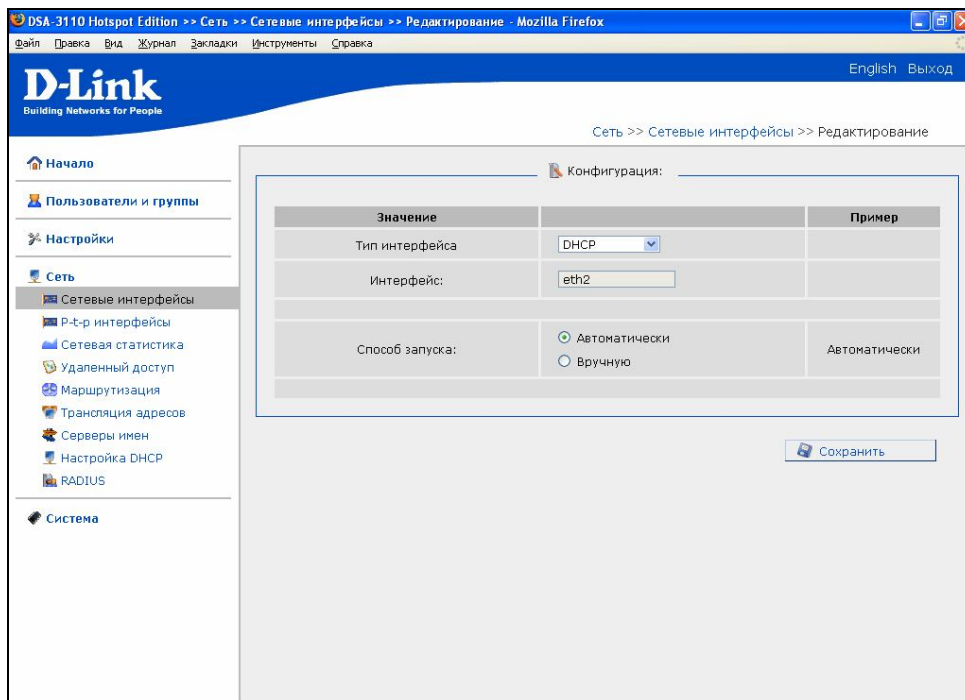 DSA-3110 Hotspot Edition >> Сеть >> Сетевые интерфейсы >> Редактирование - Mozilla Firefox
Файл Правка Вид Журнал Закладки Инструменты Справка
D-Link
Building Networks for People
English Выход
Сеть >> Сетевые интерфейсы >> Редактирование
Начало
Пользователи и группы
Настройки
Сеть
Сетевые интерфейсы
P-t-p интерфейсы
Сетевая статистика
Удаленный доступ
Маршрутизация
Трансляция адресов
Серверы имен
Настройка DHCP
RADIUS
Система
Конфигурация:
Значение Пример
Тип интерфейса DHCP
Интерфейс: eth2
Способ запуска: Автоматически Автоматически
Вручную
Сохранить